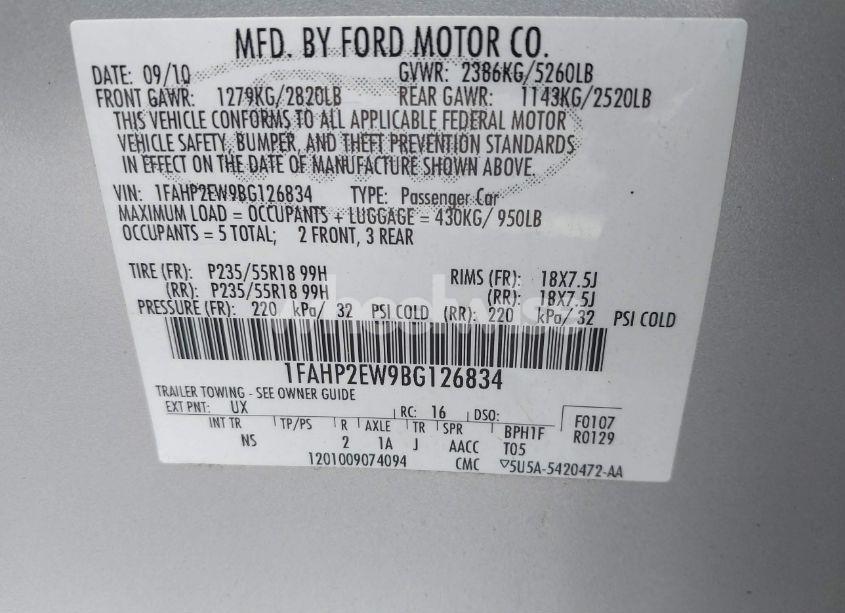 MFD. BY FORD MOTOR CO.
DATE: 09/10 GVWR: 2386KG/5260LB
FRONT GAWR: 1279KG/2820LB REAR GAWR: 1143KG/2520LB
THIS VEHICLE CONFORMS TO ALL APPLICABLE FEDERAL MOTOR
VEHICLE SAFETY, BUMPER, AND THEFT PREVENTION STANDARDS
IN EFFECT ON THE DATE OF MANUFACTURE SHOWN ABOVE.
VIN: 1FAHP2EW9BG126834 TYPE: Passenger Car
MAXIMUM LOAD = OCCUPANTS + LUGGAGE = 430KG/ 950LB
OCCUPANTS = 5 TOTAL; 2 FRONT, 3 REAR
TIRE (FR): P235/55R18 99H RIMS (FR): 18X7.5J
(RR): P235/55R18 99H (RR): 18X7.5J
PRESSURE (FR): 220 kPa/ 32 PSI COLD (RR): 220 kPa/ 32 PSI COLD
1FAHP2EW9BG126834
TRAILER TOWING - SEE OWNER GUIDE
EXT PNT: UX RC: 16 DSO: F0107
INT TR TP/PS R AXLE TR SPR BPH1F R0129
NS 2 1A J AACC T05
1201009074094 CMC ▽5U5A-5420472-AA